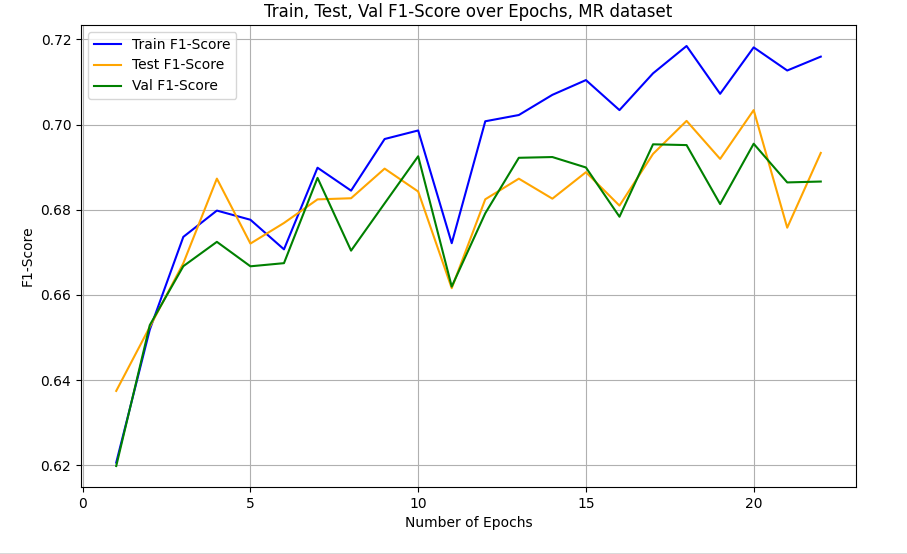 Train, Test, Val F1-Score over Epochs, MR dataset
Train F1-Score
Test F1-Score
Val F1-Score
0.72
0.70
0.68
0.66
0.64
0.62
F1-Score
0 5 10 15 20
Number of Epochs